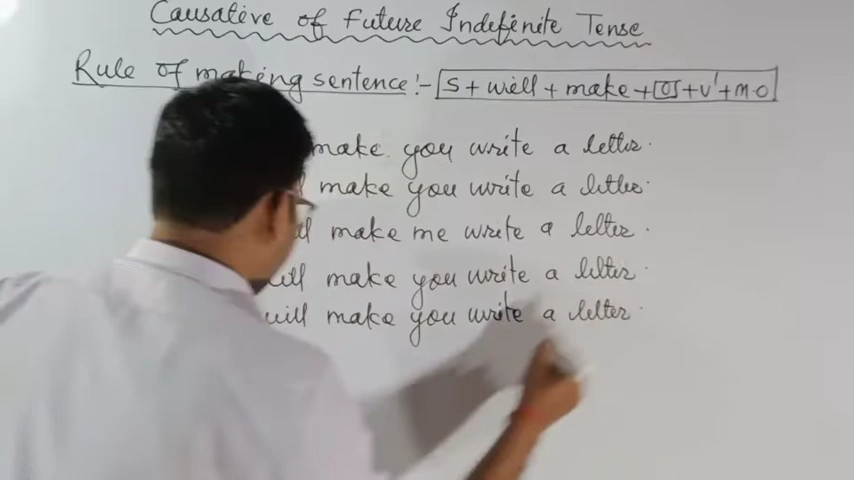 Causative of Future Indefinite Tense
Rule of making sentence :- S + will + make + OS + V¹ + M.O
make you write a letter.
make you write a letter.
make me write a letter.
will make you write a letter.
will make you write a letter.